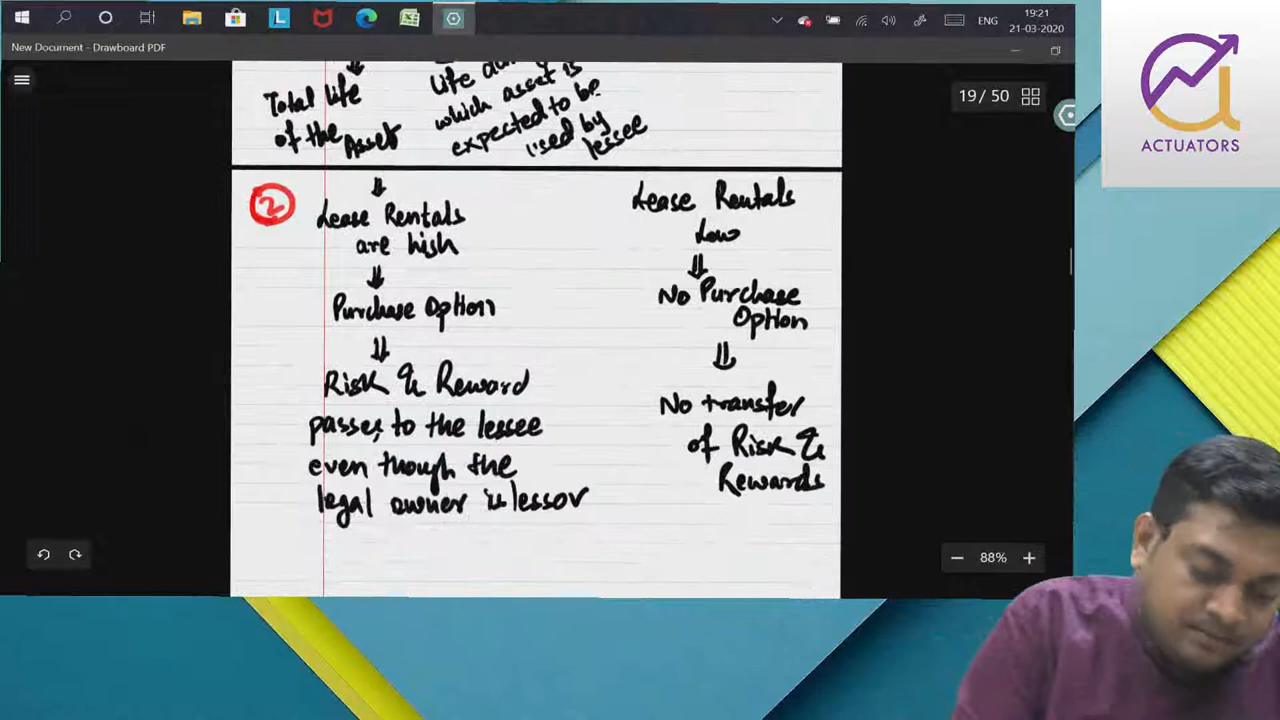 19:21
ENG
21-03-2020
New Document - Drawboard PDF
19 / 50
ACTUATORS
Total life
of the Asset
life
which asset is
expected to be
used by
lessee
2
Lease Rentals
are high
Purchase Option
Risk & Reward
passes to the lessee
even though the
legal owner is lessor
Lease Rentals
Low
No Purchase
Option
No transfer
of Risk &
Rewards
88%